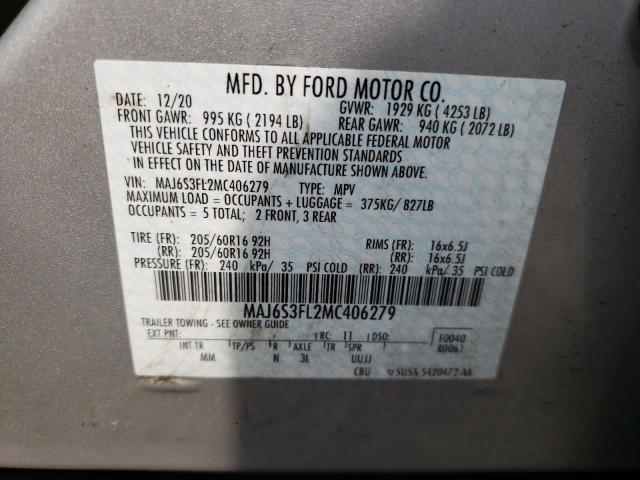 MFD. BY FORD MOTOR CO.
DATE: 12/20 GVWR: 1929 KG ( 4253 LB)
FRONT GAWR: 995 KG ( 2194 LB) REAR GAWR: 940 KG ( 2072 LB)
THIS VEHICLE CONFORMS TO ALL APPLICABLE FEDERAL MOTOR
VEHICLE SAFETY AND THEFT PREVENTION STANDARDS
IN EFFECT ON THE DATE OF MANUFACTURE SHOWN ABOVE.
VIN: MAJ6S3FL2MC406279 TYPE: MPV
MAXIMUM LOAD = OCCUPANTS + LUGGAGE = 375KG/ 827LB
OCCUPANTS = 5 TOTAL; 2 FRONT, 3 REAR
TIRE (FR): 205/60R16 92H RIMS (FR): 16x6.5J
(RR): 205/60R16 92H (RR): 16x6.5J
PRESSURE (FR): 240 kPa/ 35 PSI COLD (RR): 240 kPa/ 35 PSI COLD
MAJ6S3FL2MC406279
TRAILER TOWING - SEE OWNER GUIDE
EXT PNT: RC: 11 DSO: F0040
INT TR TP/PS R AXLE TR SPR R0061
MM N 3L UUJJ
CBU SU5A-5420472-AA